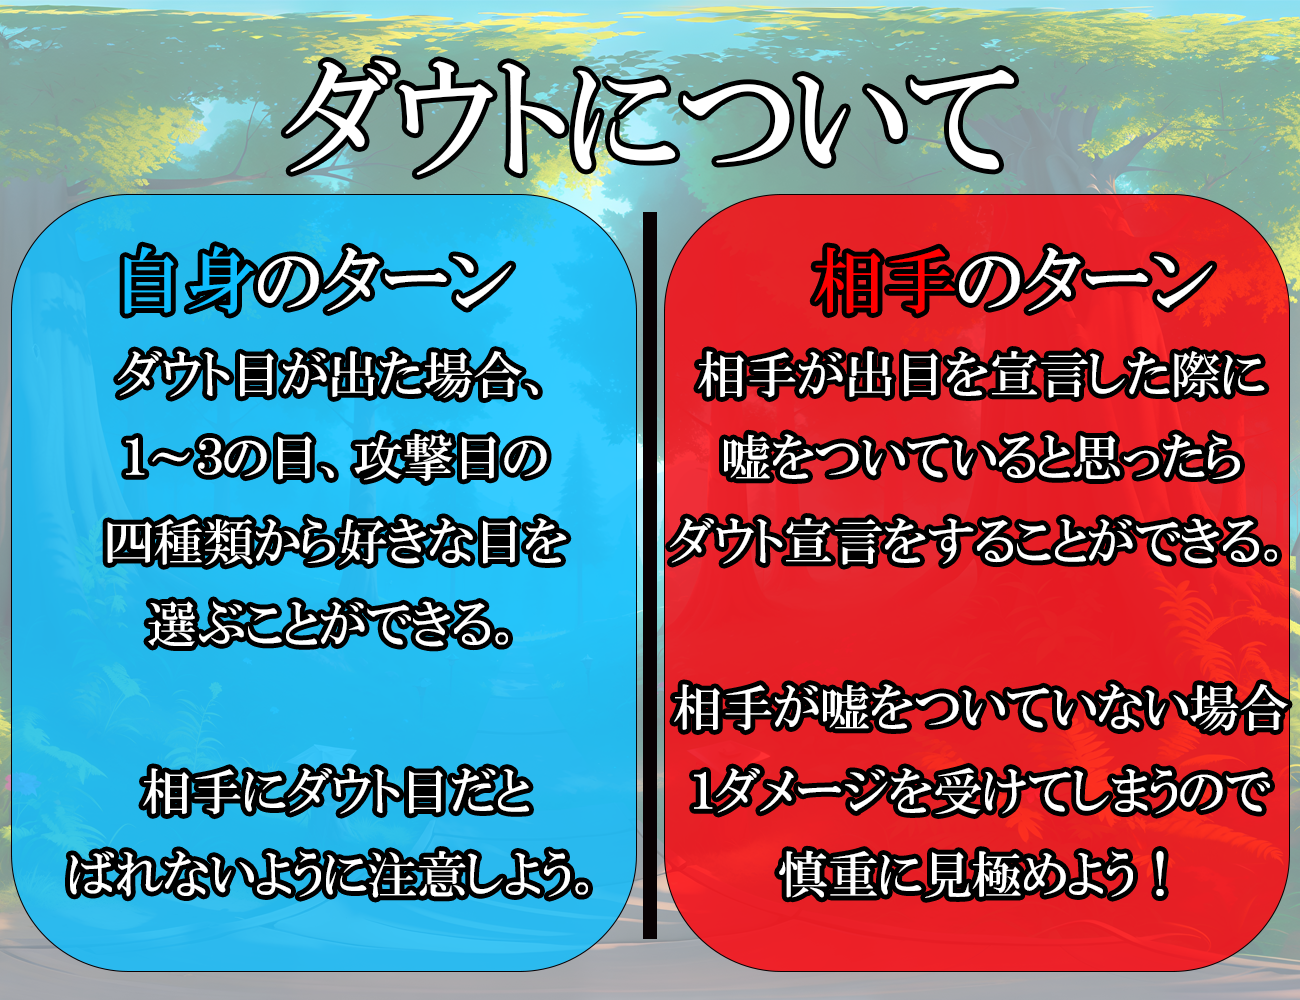 ダウトについて
自身のターン
ダウト目が出た場合、
1～3の目、攻撃目の
四種類から好きな目を
選ぶことができる。
相手にダウト目だと
ばれないように注意しよう。
相手のターン
相手が出目を宣言した際に
嘘をついていると思ったら
ダウト宣言をすることができる。
相手が嘘をついていない場合
1ダメージを受けてしまうので
慎重に見極めよう！